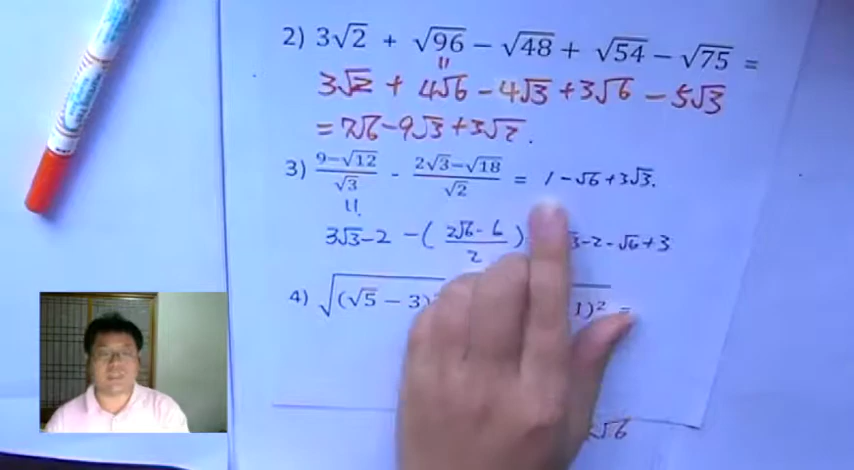 2) 3√2 + √96 − √48 + √54 − √75 =
||
3√2 + 4√6 − 4√3 + 3√6 − 5√3
= 7√6 − 9√3 + 3√2.
3) (9−√12)/√3 - (2√3−√18)/√2 = 1 − √6 + 3√3.
||
3√3 − 2 − ( (2√6 − 6)/2 ) 3 − 2 − √6 + 3
4) √(√5 − 3) 1)² =
√6